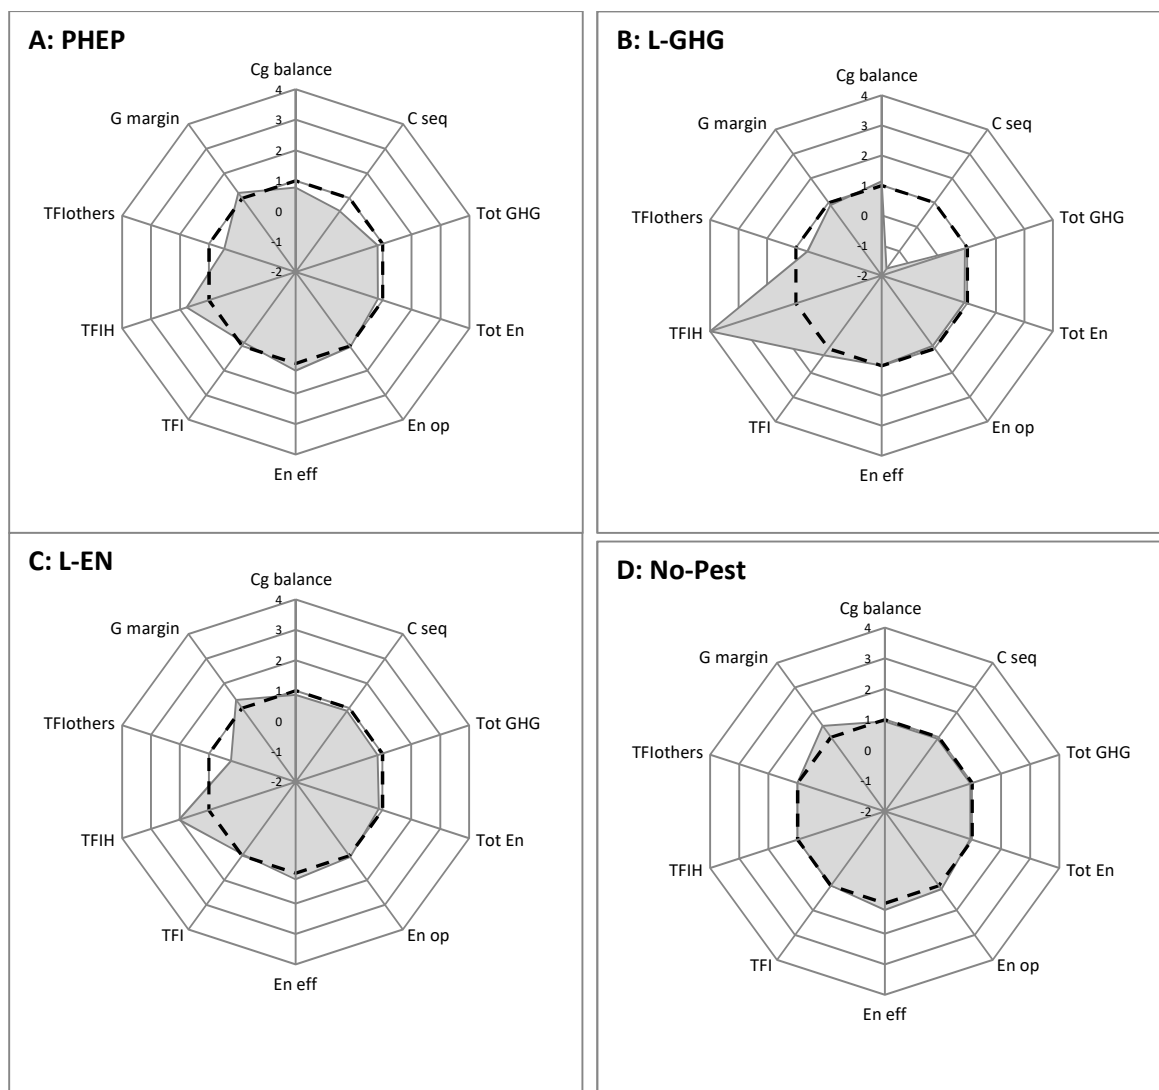 A: PHEP
Cg balance
C seq
Tot GHG
Tot En
En op
En eff
TFI
TFIH
TFIothers
G margin
4
3
2
1
0
-1
-2
B: L-GHG
Cg balance
C seq
Tot GHG
Tot En
En op
En eff
TFI
TFIH
TFIothers
G margin
4
3
2
1
0
-1
-2
C: L-EN
Cg balance
C seq
Tot GHG
Tot En
En op
En eff
TFI
TFIH
TFIothers
G margin
4
3
2
1
0
-1
-2
D: No-Pest
Cg balance
C seq
Tot GHG
Tot En
En op
En eff
TFI
TFIH
TFIothers
G margin
4
3
2
1
0
-1
-2